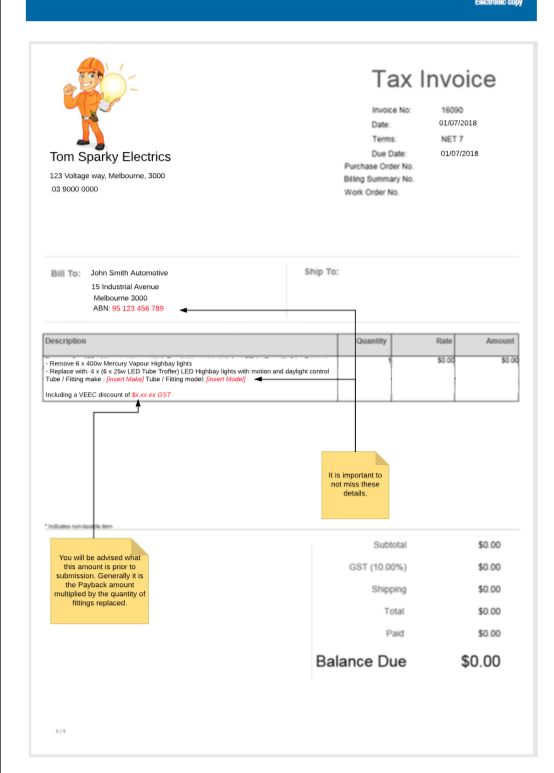 Electronic copy
Tax Invoice
Invoice No: 16090
Date: 01/07/2018
Terms: NET 7
Due Date: 01/07/2018
Purchase Order No.
Billing Summary No.
Work Order No.
Tom Sparky Electrics
123 Voltage way, Melbourne, 3000
03 9000 0000
Bill To: John Smith Automotive
15 Industrial Avenue
Melbourne 3000
ABN: 95 123 456 789
Ship To:
Description Quantity Rate Amount
1 $0.00 $0.00
- Remove 6 x 400w Mercury Vapour Highbay lights
- Replace with: 4 x (6 x 25w LED Tube Troffer) LED Highbay lights with motion and daylight control
Tube / Fitting make : [insert Make] Tube / Fitting model: [insert Model]
Including a VEEC discount of $x.xx ex GST
It is important to
not miss these
details.
* Indicates non-taxable item
You will be advised what
this amount is prior to
submission. Generally it is
the Payback amount
multiplied by the quantity of
fittings replaced.
Subtotal $0.00
GST (10.00%) $0.00
Shipping $0.00
Total $0.00
Paid $0.00
Balance Due $0.00
1 / 1